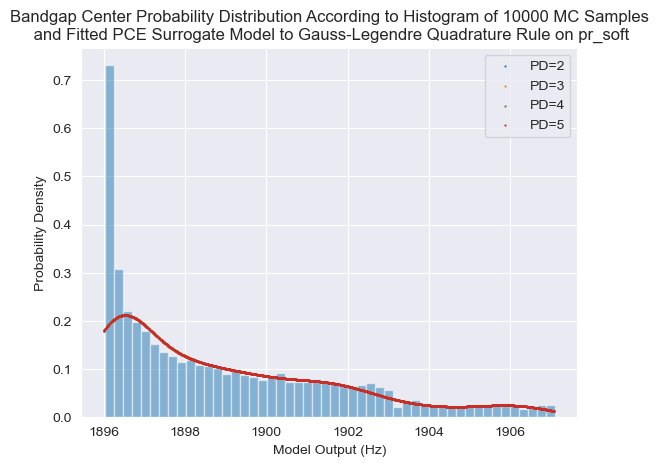 Bandgap Center Probability Distribution According to Histogram of 10000 MC Samples
and Fitted PCE Surrogate Model to Gauss-Legendre Quadrature Rule on pr_soft
PD=2
PD=3
PD=4
PD=5
Probability Density
0.7
0.6
0.5
0.4
0.3
0.2
0.1
0.0
1896 1898 1900 1902 1904 1906
Model Output (Hz)